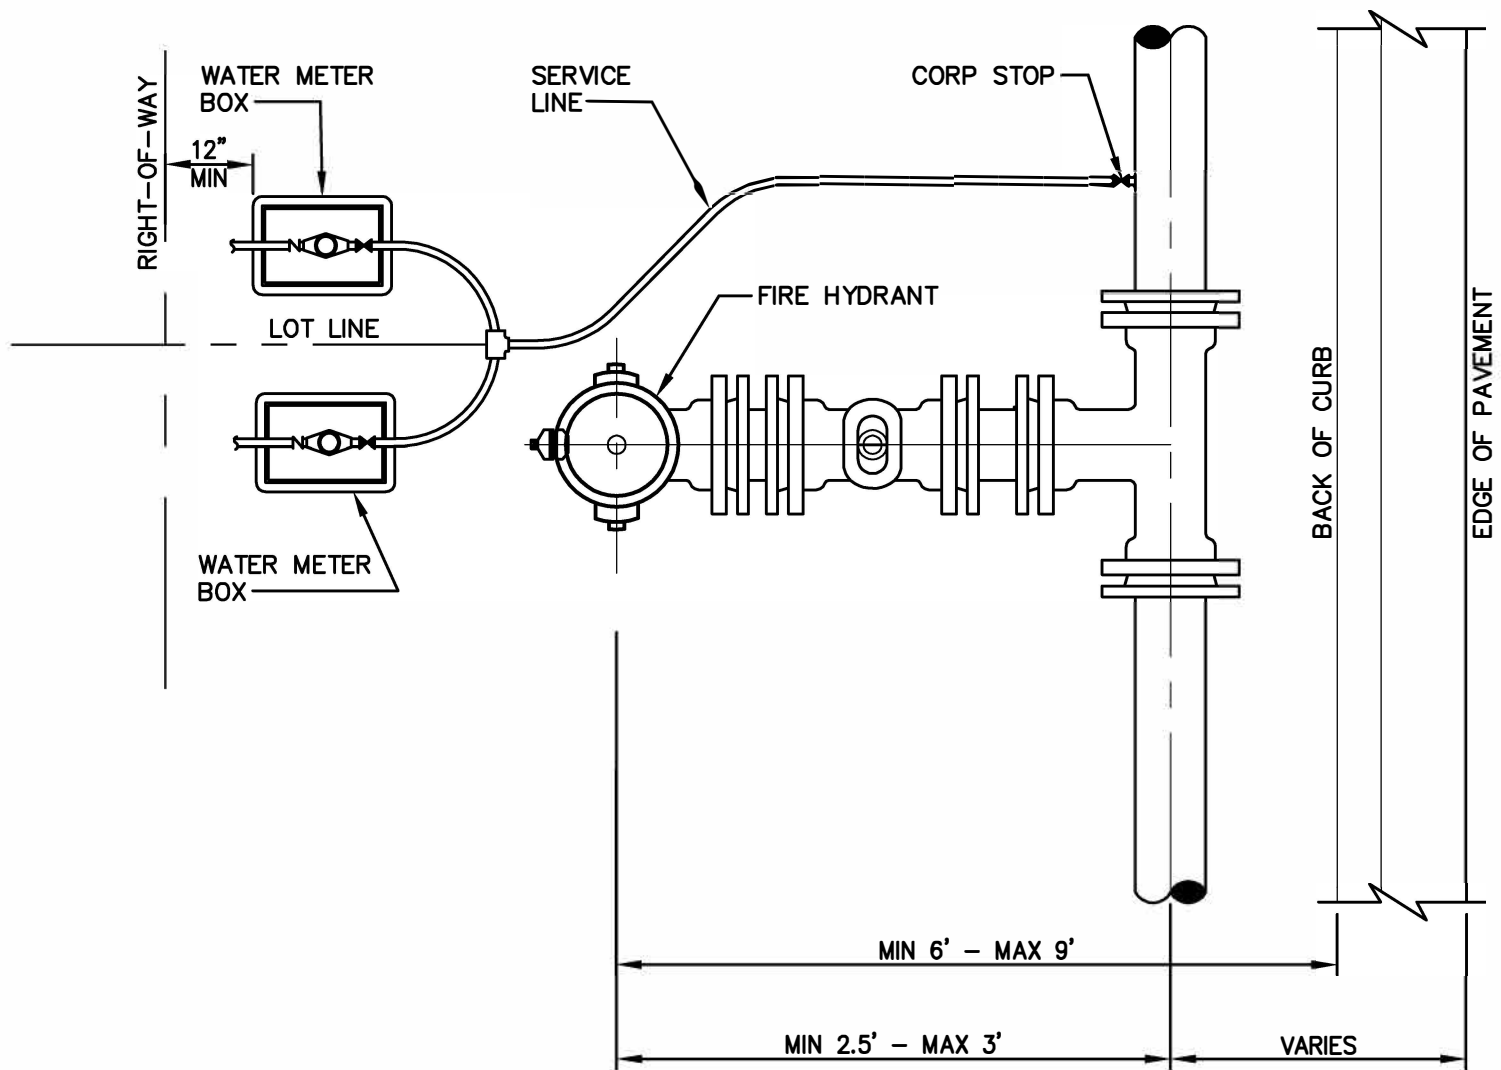 WATER METER
BOX
SERVICE
LINE
CORP STOP
RIGHT-OF-WAY
12"
MIN
FIRE HYDRANT
LOT LINE
BACK OF CURB
EDGE OF PAVEMENT
WATER METER
BOX
MIN 6' - MAX 9'
MIN 2.5' - MAX 3'
VARIES